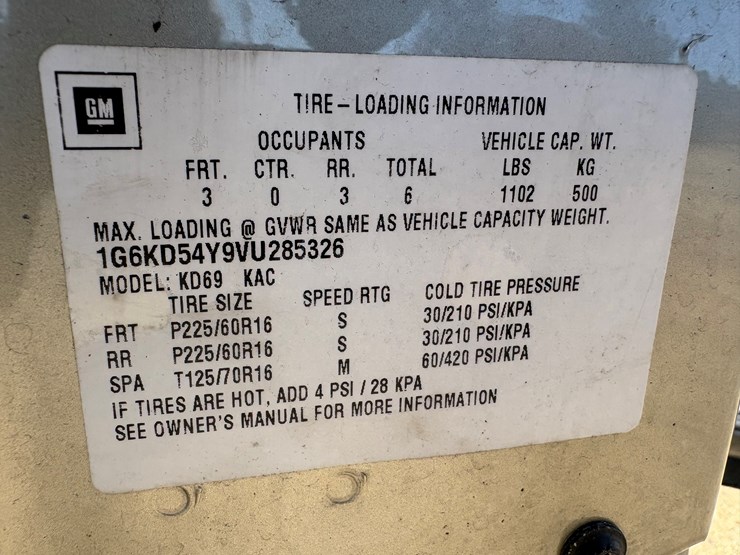 GM
TIRE-LOADING INFORMATION
OCCUPANTS VEHICLE CAP. WT.
FRT. CTR. RR. TOTAL LBS KG
3 0 3 6 1102 500
MAX. LOADING @ GVWR SAME AS VEHICLE CAPACITY WEIGHT.
1G6KD54Y9VU285326
MODEL: KD69 KAC
TIRE SIZE SPEED RTG COLD TIRE PRESSURE
FRT P225/60R16 S 30/210 PSI/KPA
RR P225/60R16 S 30/210 PSI/KPA
SPA T125/70R16 M 60/420 PSI/KPA
IF TIRES ARE HOT, ADD 4 PSI / 28 KPA
SEE OWNER'S MANUAL FOR MORE INFORMATION